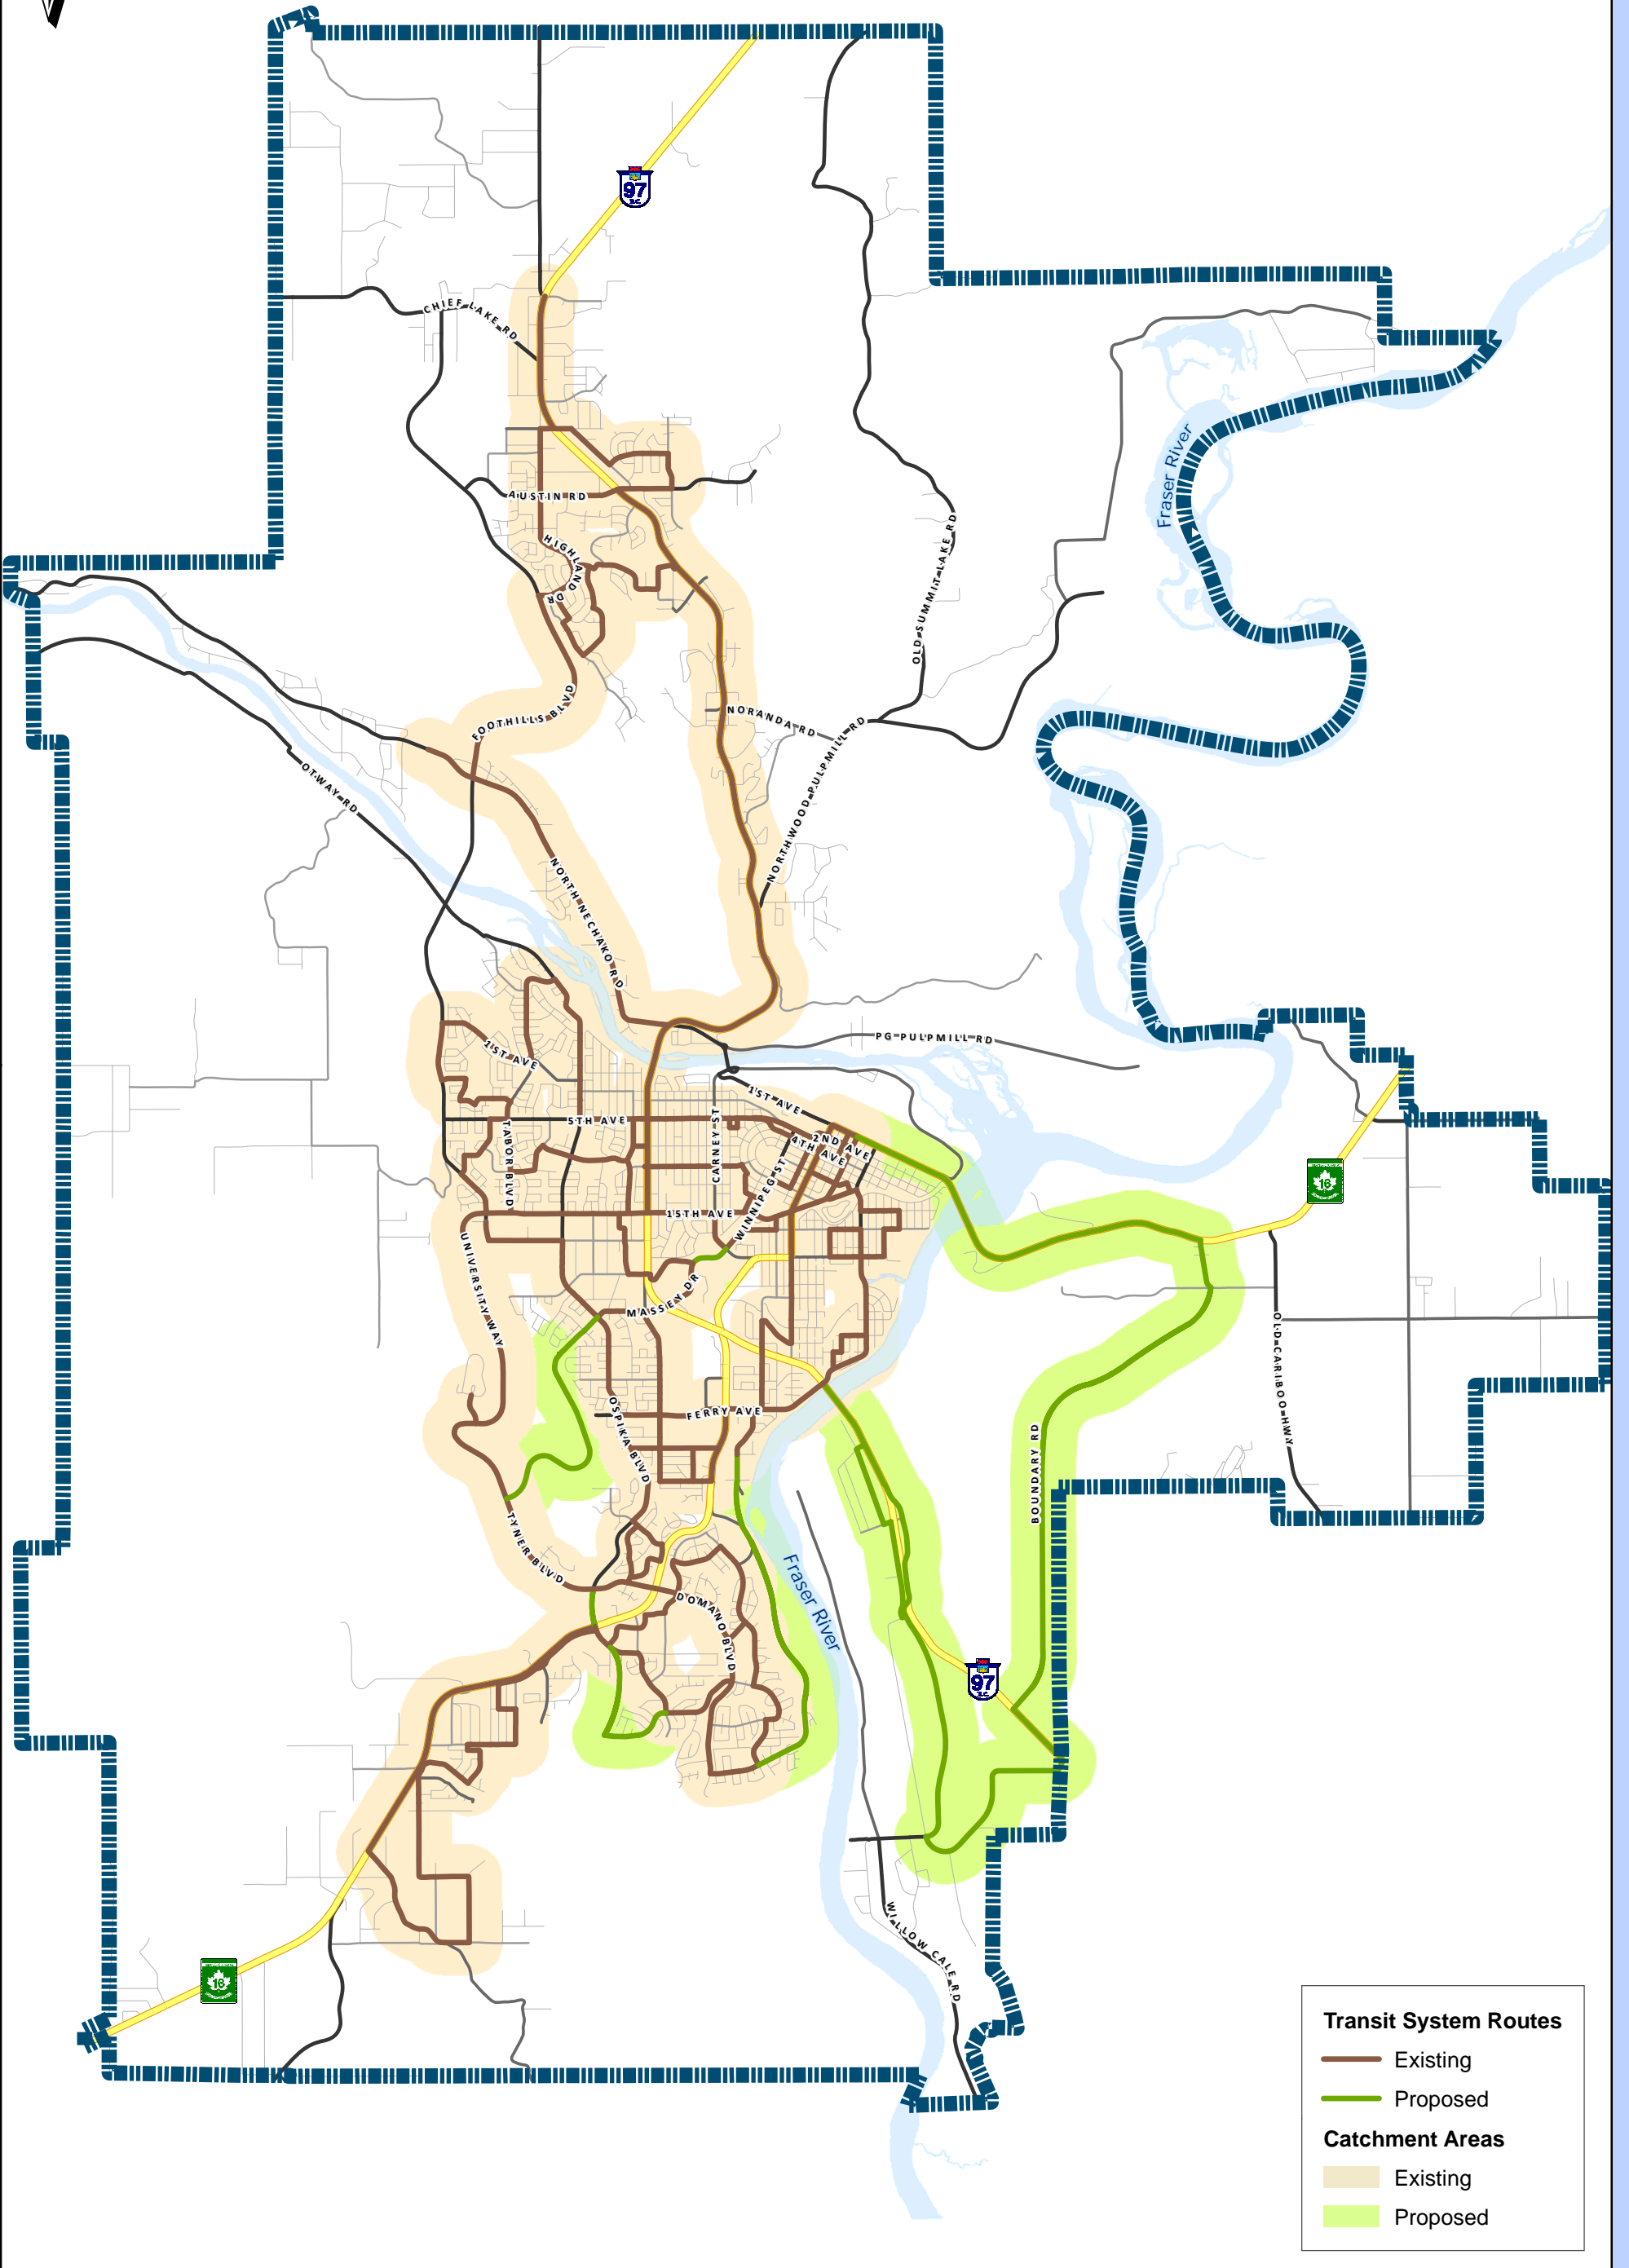 97
B.C.
CHIEF LAKE RD
Fraser River
AUSTIN RD
HIGHLAND DR
OLD SUMMIT LAKE RD
FOOTHILLS BLVD
NORANDA RD
OTWAY RD
NORTHWOOD PULPMILL RD
NORTH NECHAKO RD
PG PULPMILL RD
1ST AVE
1ST AVE
5TH AVE
TABOR BLVD
CARNEY ST
2ND AVE
4TH AVE
WINNIPEG ST
16
15TH AVE
UNIVERSITY WAY
MASSEY DR
OLD CARIBOO HWY
OSPIKA BLVD
FERRY AVE
BOUNDARY RD
TYNER BLVD
Fraser River
DOMANO BLVD
97
B.C.
WILLOW CALE RD
16
Transit System Routes
Existing
Proposed
Catchment Areas
Existing
Proposed